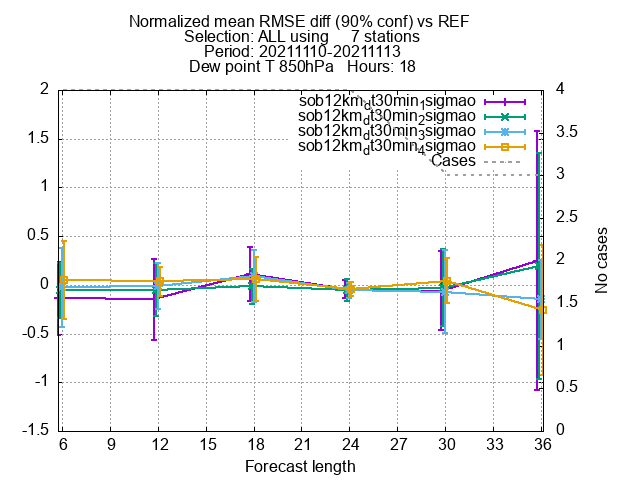 Normalized mean RMSE diff (90% conf) vs REF
Selection: ALL using 7 stations
Period: 20211110-20211113
Dew point T 850hPa Hours: 18
sob12km_dt30min_1sigmao
sob12km_dt30min_2sigmao
sob12km_dt30min_3sigmao
sob12km_dt30min_4sigmao
Cases
2
1.5
1
0.5
0
-0.5
-1
-1.5
4
3.5
3
2.5
2
1.5
1
0.5
0
No cases
6 9 12 15 18 21 24 27 30 33 36
Forecast length